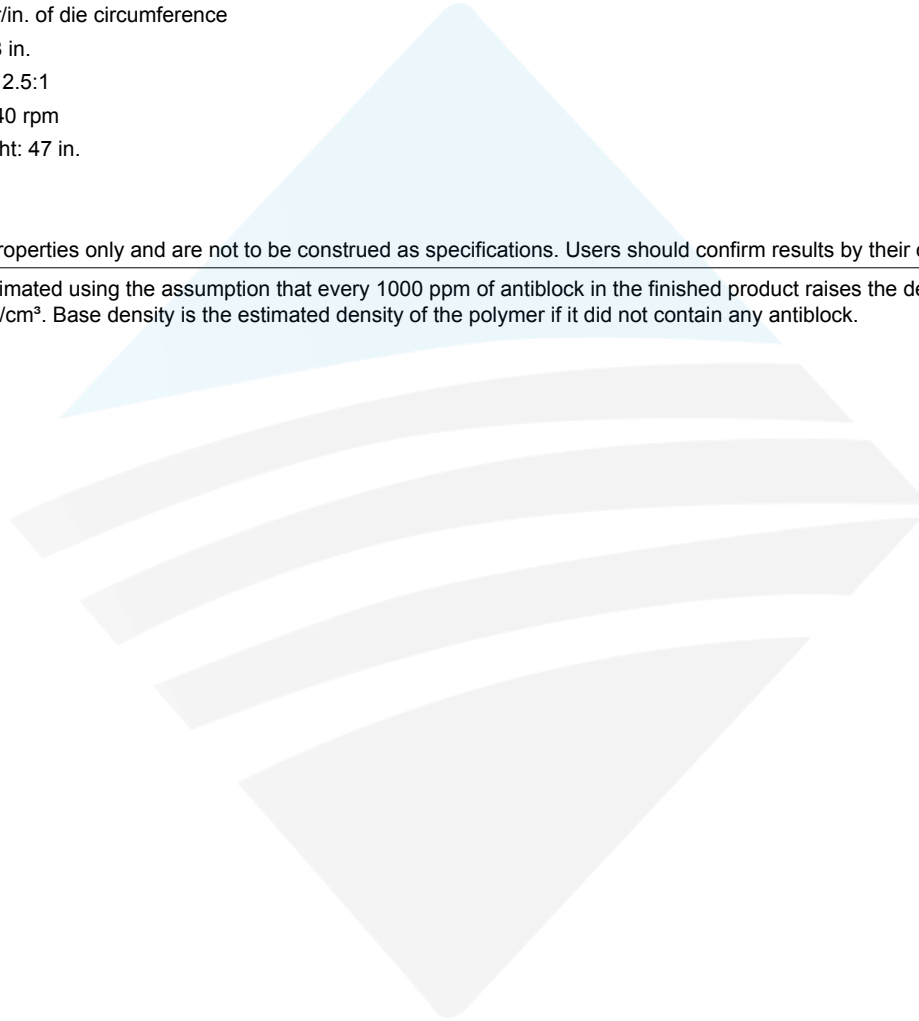 /in. of die circumference
in.
2.5:1
40 rpm
ht: 47 in.
roperties only and are not to be construed as specifications. Users should confirm results by their
imated using the assumption that every 1000 ppm of antiblock in the finished product raises the de
/cm³. Base density is the estimated density of the polymer if it did not contain any antiblock.